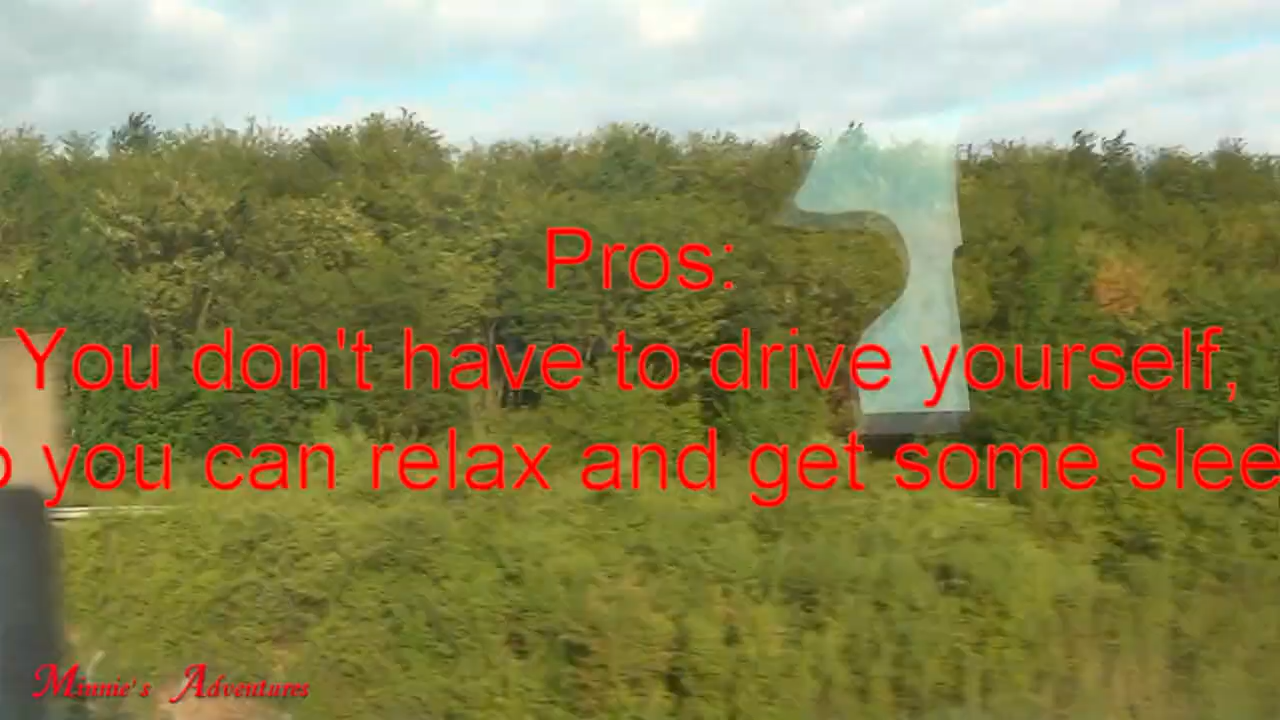 Pros:
You don't have to drive yourself,
o you can relax and get some slee
Minnie's Adventures